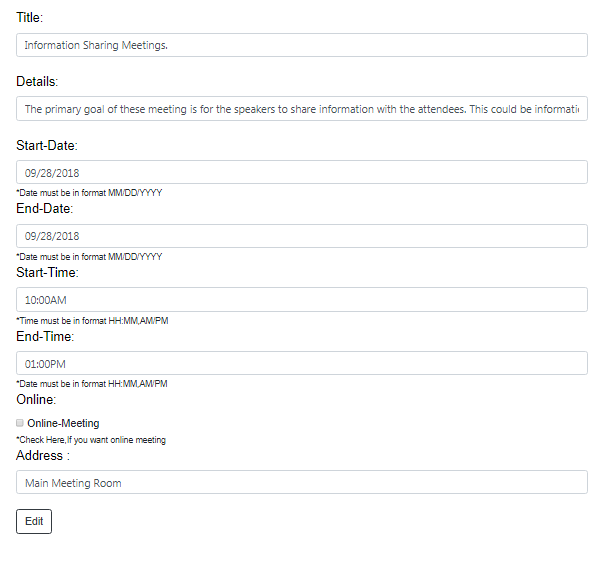 Title:
Information Sharing Meetings.
Details:
The primary goal of these meeting is for the speakers to share information with the attendees. This could be informati
Start-Date:
09/28/2018
*Date must be in format MM/DD/YYYY
End-Date:
09/28/2018
*Date must be in format MM/DD/YYYY
Start-Time:
10:00AM
*Time must be in format HH:MM,AM/PM
End-Time:
01:00PM
*Date must be in format HH:MM,AM/PM
Online:
Online-Meeting
*Check Here,If you want online meeting
Address :
Main Meeting Room
Edit